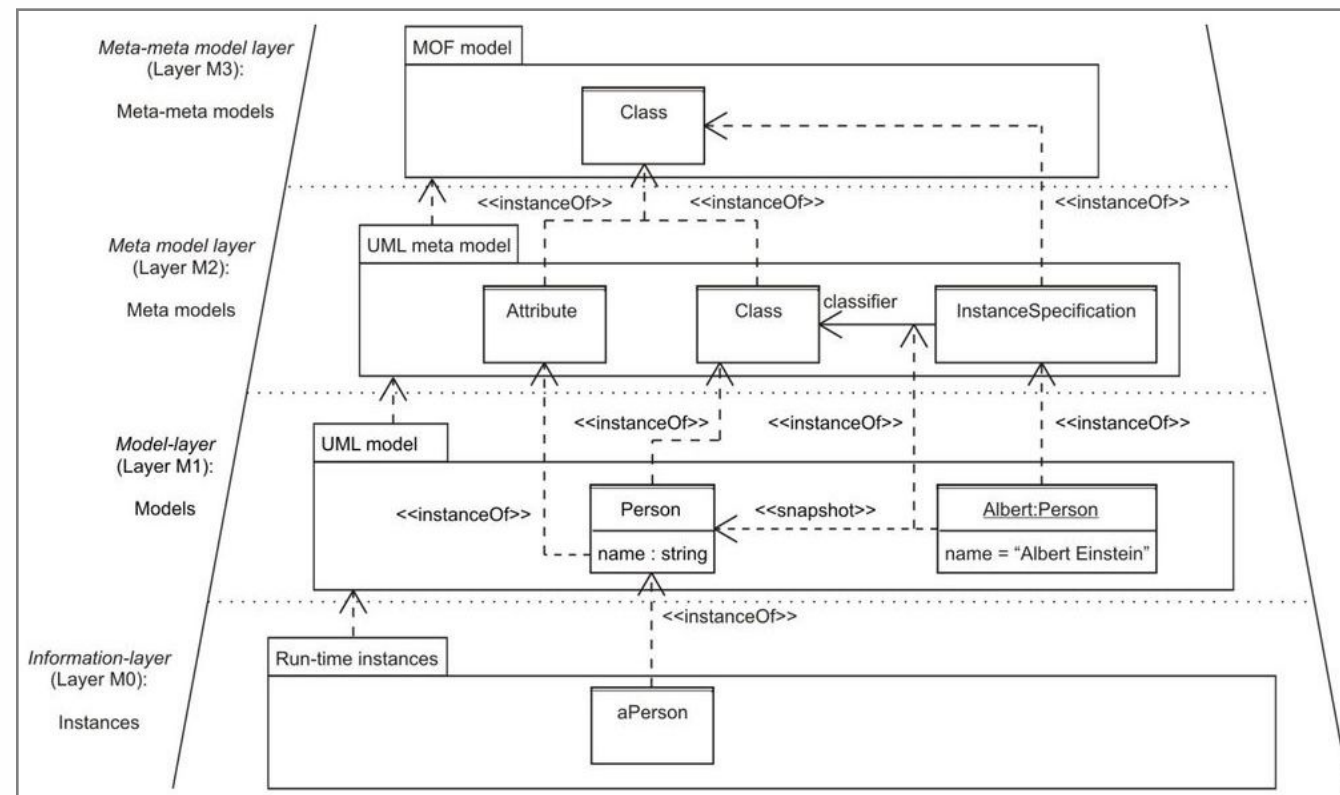 Meta-meta model layer
(Layer M3):
Meta-meta models
MOF model
Class
<<instanceOf>>
<<instanceOf>>
<<instanceOf>>
Meta model layer
(Layer M2):
Meta models
UML meta model
Attribute
Class
classifier
InstanceSpecification
<<instanceOf>>
<<instanceOf>>
<<instanceOf>>
Model-layer
(Layer M1):
Models
UML model
<<instanceOf>>
Person
name : string
<<snapshot>>
Albert:Person
name = “Albert Einstein”
<<instanceOf>>
Information-layer
(Layer M0):
Instances
Run-time instances
aPerson